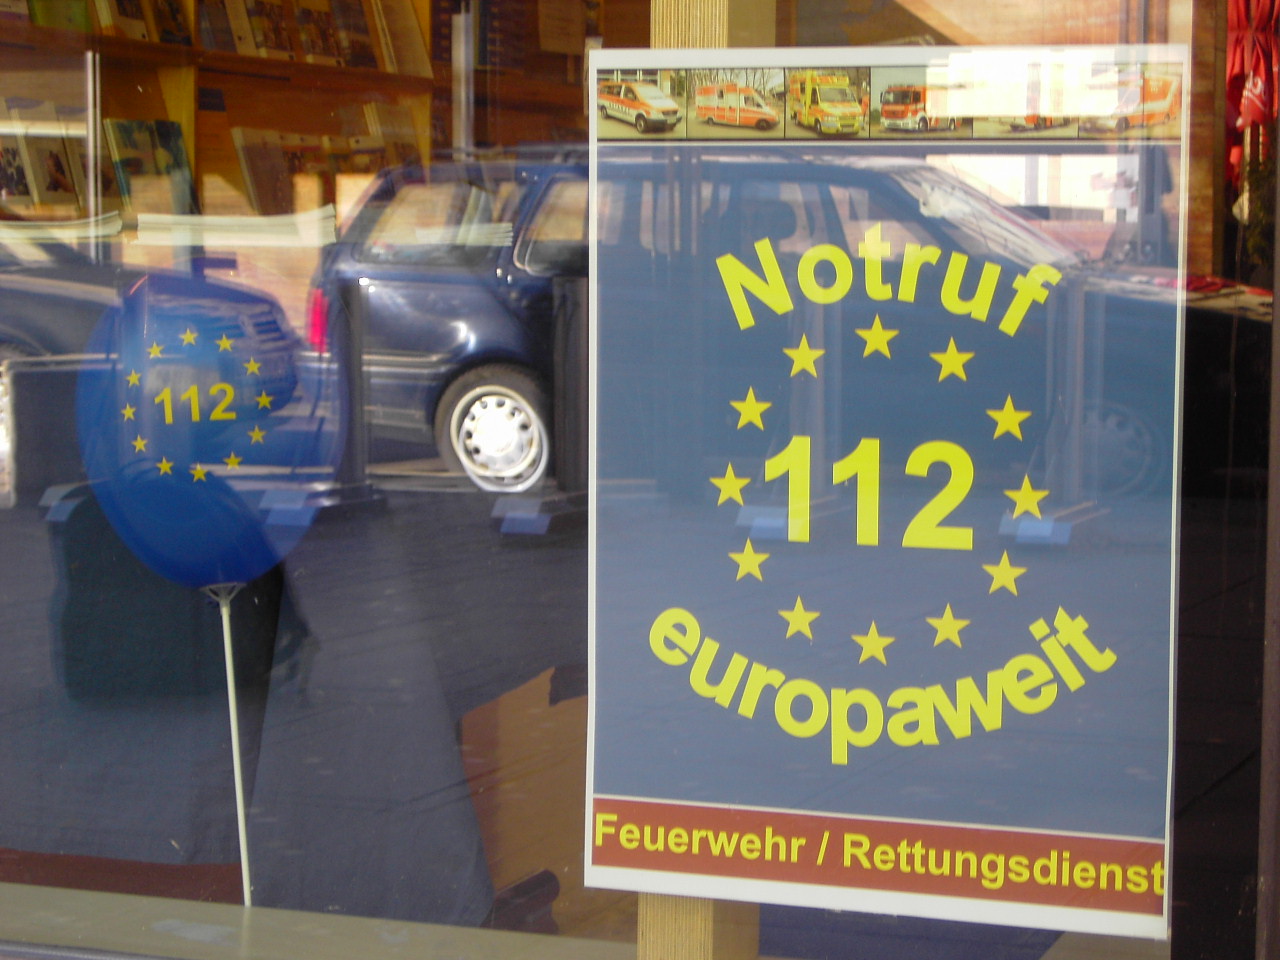 Notruf
112
europaweit
Feuerwehr / Rettungsdienst
112